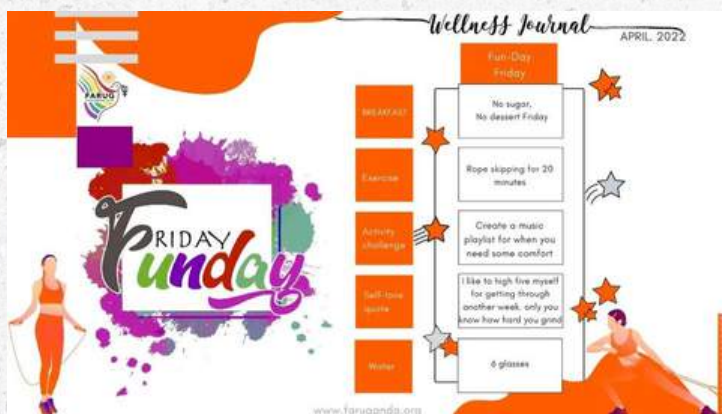 Wellness Journal
APRIL, 2022
FARUG
FRIDAY
Funday
Fun-Day
Friday
BREAKFAST
No sugar,
No dessert Friday
Exercise
Rope skipping for 20
minutes
Activity
challenge
Create a music
playlist for when you
need some comfort
Self-love
quote
I like to high five myself
for getting through
another week, only you
know how hard you grind
Water
6 glasses
www.faruganda.org